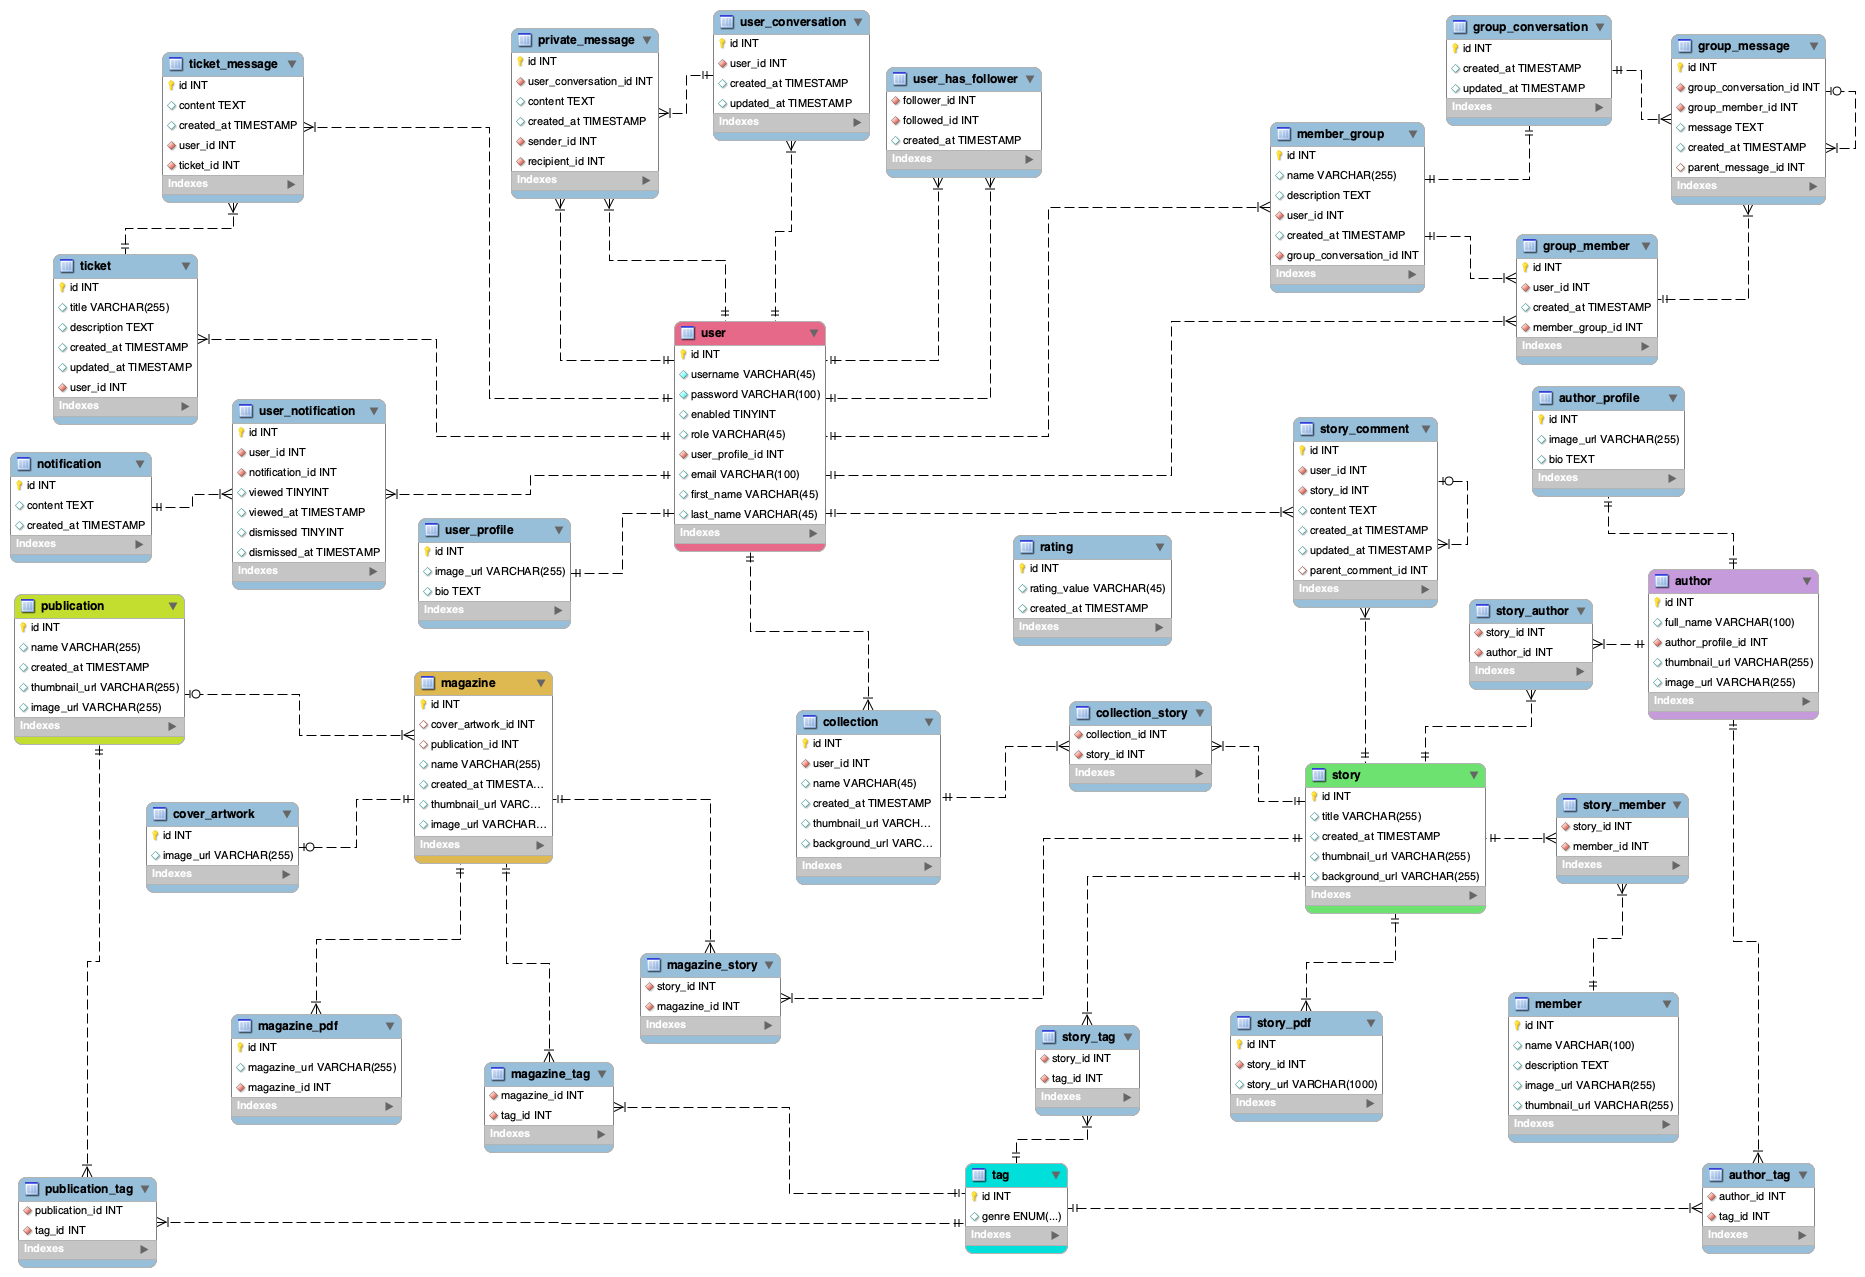 user_conversation
id INT
user_id INT
created_at TIMESTAMP
updated_at TIMESTAMP
Indexes
group_conversation
id INT
created_at TIMESTAMP
updated_at TIMESTAMP
Indexes
private_message
id INT
user_conversation_id INT
content TEXT
created_at TIMESTAMP
sender_id INT
recipient_id INT
Indexes
group_message
id INT
group_conversation_id INT
group_member_id INT
message TEXT
created_at TIMESTAMP
parent_message_id INT
Indexes
ticket_message
id INT
content TEXT
created_at TIMESTAMP
user_id INT
ticket_id INT
Indexes
user_has_follower
follower_id INT
followed_id INT
created_at TIMESTAMP
Indexes
member_group
id INT
name VARCHAR(255)
description TEXT
user_id INT
created_at TIMESTAMP
group_conversation_id INT
Indexes
group_member
id INT
user_id INT
created_at TIMESTAMP
member_group_id INT
Indexes
ticket
id INT
title VARCHAR(255)
description TEXT
created_at TIMESTAMP
updated_at TIMESTAMP
user_id INT
Indexes
user
id INT
username VARCHAR(45)
password VARCHAR(100)
enabled TINYINT
role VARCHAR(45)
user_profile_id INT
email VARCHAR(100)
first_name VARCHAR(45)
last_name VARCHAR(45)
Indexes
author_profile
id INT
image_url VARCHAR(255)
bio TEXT
Indexes
user_notification
id INT
user_id INT
notification_id INT
viewed TINYINT
viewed_at TIMESTAMP
dismissed TINYINT
dismissed_at TIMESTAMP
Indexes
story_comment
id INT
user_id INT
story_id INT
content TEXT
created_at TIMESTAMP
updated_at TIMESTAMP
parent_comment_id INT
Indexes
notification
id INT
content TEXT
created_at TIMESTAMP
Indexes
user_profile
id INT
image_url VARCHAR(255)
bio TEXT
Indexes
rating
id INT
rating_value VARCHAR(45)
created_at TIMESTAMP
Indexes
author
id INT
full_name VARCHAR(100)
author_profile_id INT
thumbnail_url VARCHAR(255)
image_url VARCHAR(255)
Indexes
publication
id INT
name VARCHAR(255)
created_at TIMESTAMP
thumbnail_url VARCHAR(255)
image_url VARCHAR(255)
Indexes
story_author
story_id INT
author_id INT
Indexes
magazine
id INT
cover_artwork_id INT
publication_id INT
name VARCHAR(255)
created_at TIMESTA...
thumbnail_url VARC...
image_url VARCHAR...
Indexes
collection
id INT
user_id INT
name VARCHAR(45)
created_at TIMESTAMP
thumbnail_url VARCH...
background_url VARC...
Indexes
collection_story
collection_id INT
story_id INT
Indexes
story
id INT
title VARCHAR(255)
created_at TIMESTAMP
thumbnail_url VARCHAR(255)
background_url VARCHAR(255)
Indexes
story_member
story_id INT
member_id INT
Indexes
cover_artwork
id INT
image_url VARCHAR(255)
Indexes
magazine_story
story_id INT
magazine_id INT
Indexes
member
id INT
name VARCHAR(100)
description TEXT
image_url VARCHAR(255)
thumbnail_url VARCHAR(255)
Indexes
magazine_pdf
id INT
magazine_url VARCHAR(255)
magazine_id INT
Indexes
story_pdf
id INT
story_id INT
story_url VARCHAR(1000)
Indexes
story_tag
story_id INT
tag_id INT
Indexes
magazine_tag
magazine_id INT
tag_id INT
Indexes
publication_tag
publication_id INT
tag_id INT
Indexes
tag
id INT
genre ENUM(...)
Indexes
author_tag
author_id INT
tag_id INT
Indexes